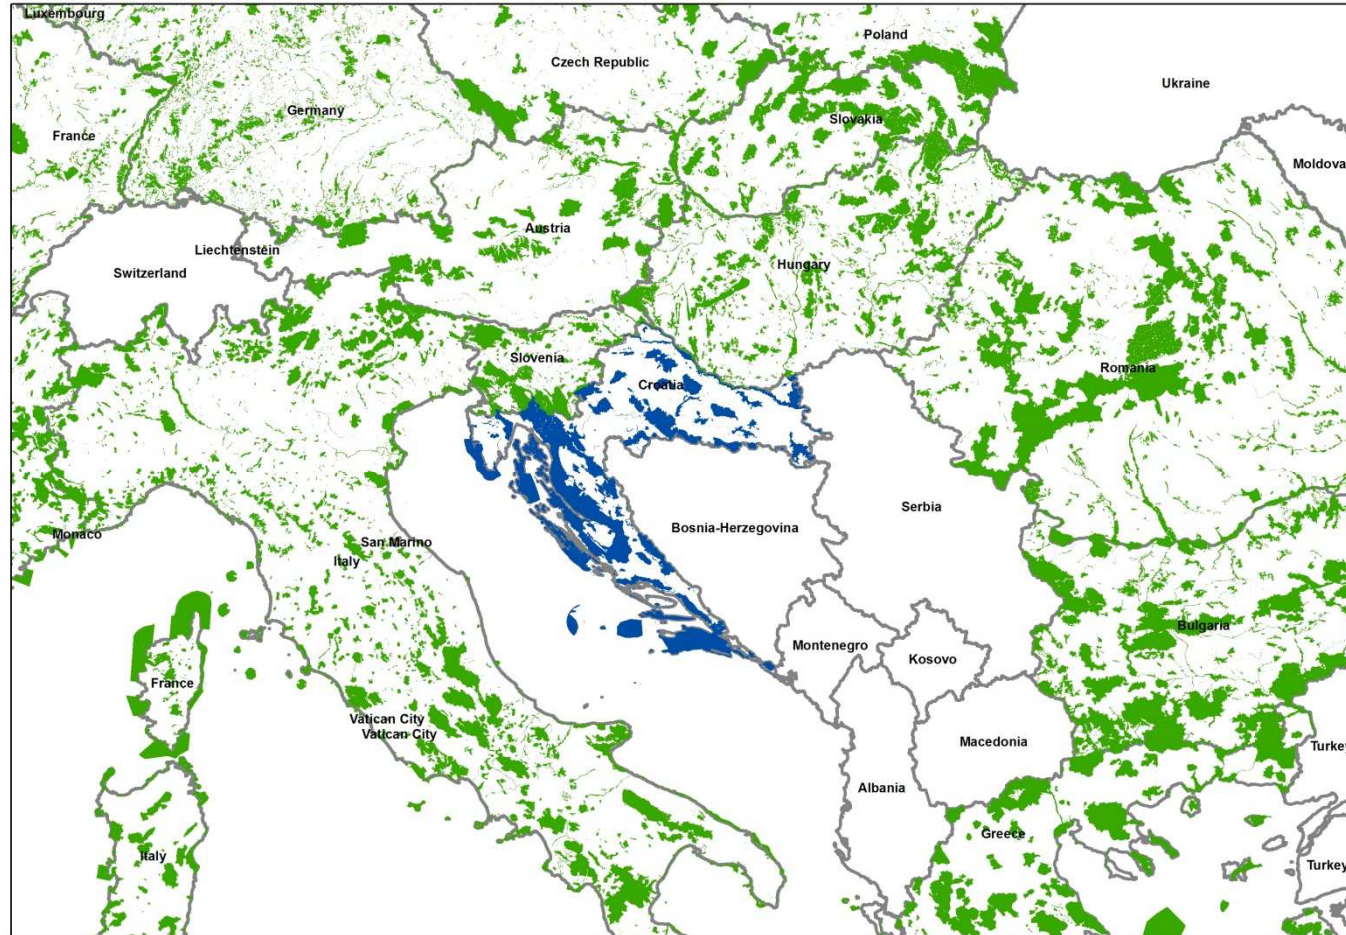 Luxembourg
Poland
Czech Republic
Ukraine
Germany
Slovakia
France
Moldova
Austria
Liechtenstein
Hungary
Switzerland
Slovenia
Romania
Croatia
Serbia
Bosnia-Herzegovina
Monaco
San Marino
Italy
Bulgaria
Montenegro
Kosovo
France
Vatican City
Vatican City
Macedonia
Turkey
Albania
Greece
Italy
Turkey